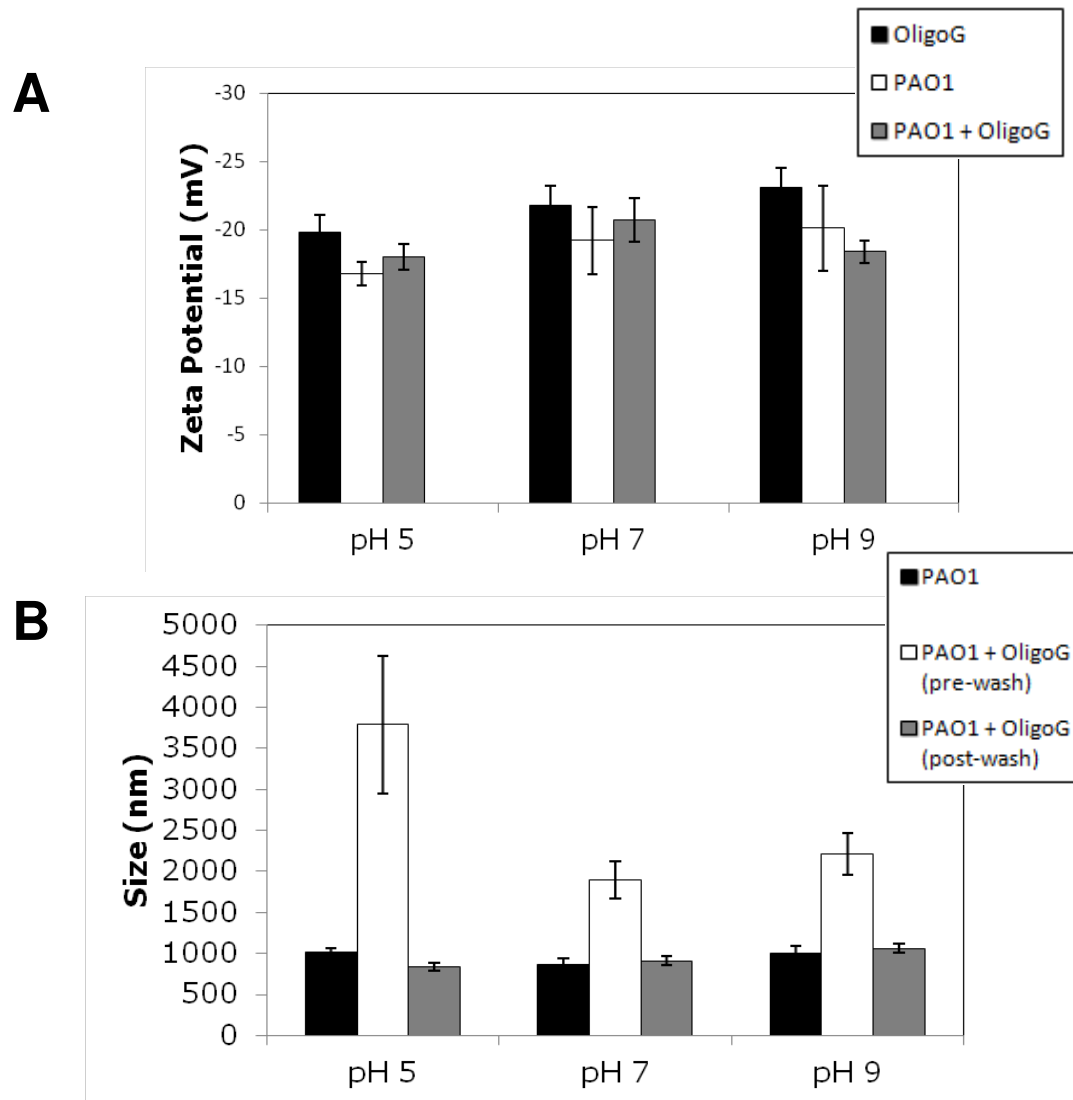 A
OligoG
PAO1
PAO1 + OligoG
Zeta Potential (mV)
-30
-25
-20
-15
-10
-5
0
pH 5
pH 7
pH 9
B
PAO1
PAO1 + OligoG
(pre-wash)
PAO1 + OligoG
(post-wash)
Size (nm)
5000
4500
4000
3500
3000
2500
2000
1500
1000
500
0
pH 5
pH 7
pH 9